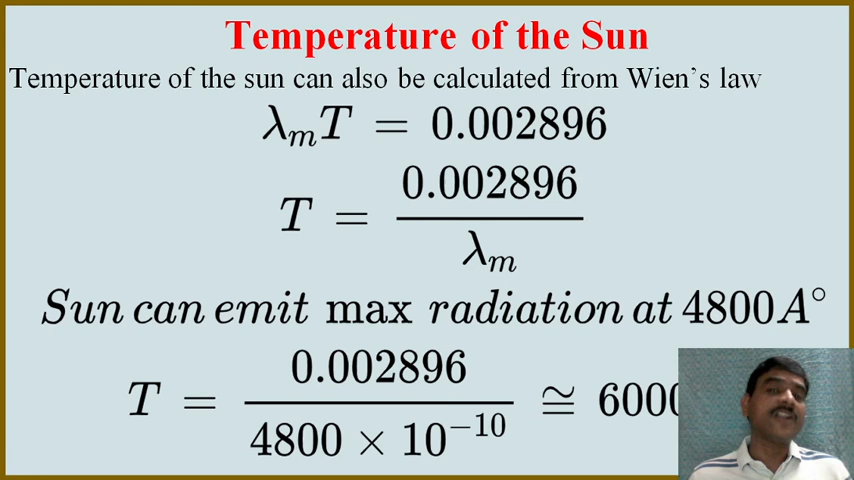 Temperature of the Sun
Temperature of the sun can also be calculated from Wien's law
λₘT = 0.002896
T = 0.002896 / λₘ
Sun can emit max radiation at 4800A°
T = 0.002896 / 4800 × 10⁻¹⁰ ≅ 6000